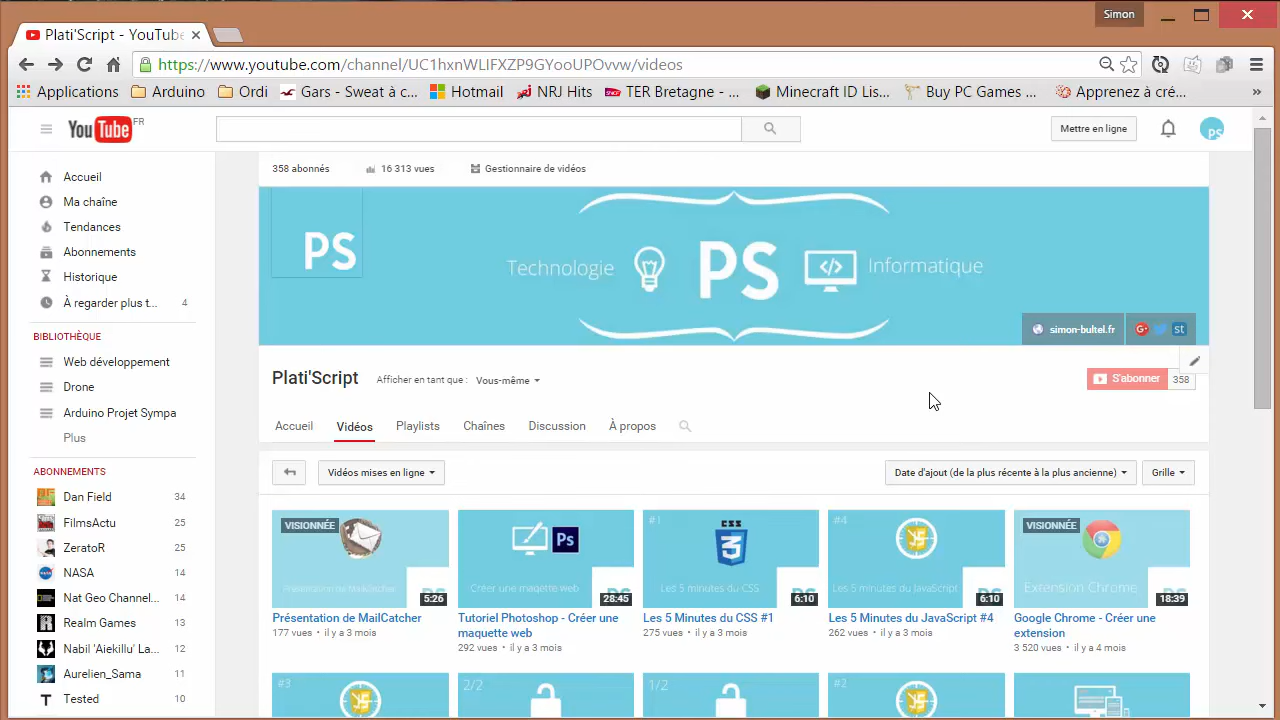 Simon
Plati'Script - YouTube
https://www.youtube.com/channel/UC1hxnWLIFXZP9GYooUPOvvw/videos
Applications Arduino Ordi Gars - Sweat à c... Hotmail NRJ Hits TER Bretagne - ... Minecraft ID Lis... Buy PC Games ... Apprenez à cré... »
YouTube FR
Mettre en ligne
PS
358 abonnés 16 313 vues Gestionnaire de vidéos
PS
Technologie PS Informatique
simon-bultel.fr
G+ st
Plati'Script Afficher en tant que : Vous-même
S'abonner 358
Accueil Vidéos Playlists Chaînes Discussion À propos
Vidéos mises en ligne Date d'ajout (de la plus récente à la plus ancienne) Grille
Accueil
Ma chaîne
Tendances
Abonnements
Historique
À regarder plus t... 4
BIBLIOTHÈQUE
Web développement
Drone
Arduino Projet Sympa
Plus
ABONNEMENTS
Dan Field 34
FilmsActu 25
ZeratoR 25
NASA 14
Nat Geo Channel... 14
Realm Games 13
Nabil 'Aiekillu' La... 12
Aurelien_Sama 11
T Tested 10
VISIONNÉE
Présentation de MailCatcher
5:26
Présentation de MailCatcher
177 vues • il y a 3 mois
Ps
Créer une maqette web
28:45
Tutoriel Photoshop - Créer une
maquette web
292 vues • il y a 3 mois
#1
CSS
3
Les 5 minutes du CSS
6:10
Les 5 Minutes du CSS #1
275 vues • il y a 3 mois
#4
JS
Les 5 minutes du JavaScript
6:10
Les 5 Minutes du JavaScript #4
262 vues • il y a 3 mois
VISIONNÉE
Extension Chrome
18:39
Google Chrome - Créer une
extension
3 520 vues • il y a 4 mois
#3
JS
2/2
1/2
#2
JS